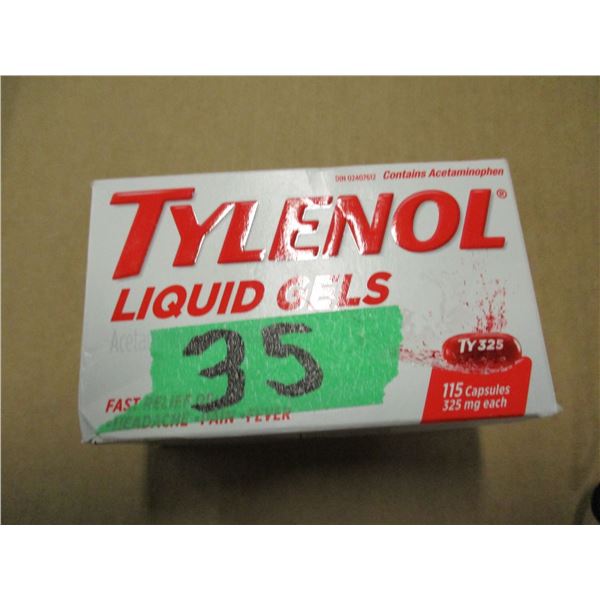 DIN 02407612 Contains Acetaminophen
TYLENOL®
LIQUID GELS
35
TY 325
115 Capsules
325 mg each
FAST RELIEF
HEADACHE • PAIN • FEVER